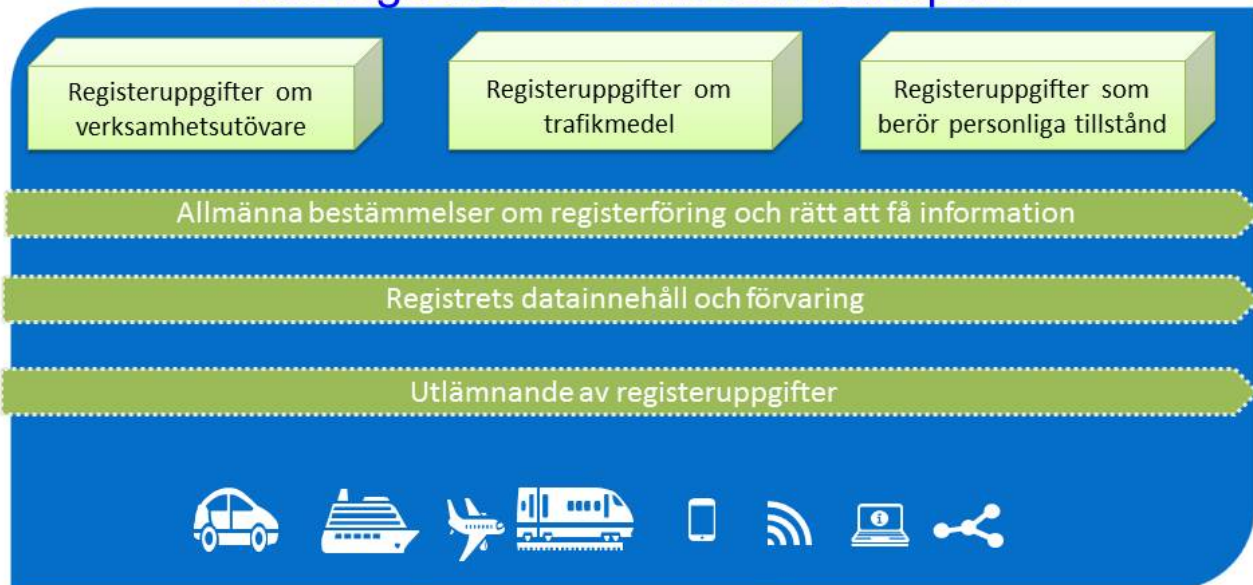 Registeruppgifter om
verksamhetsutövare
Registeruppgifter om
trafikmedel
Registeruppgifter som
berör personliga tillstånd
Allmänna bestämmelser om registerföring och rätt att få information
Registrets datainnehåll och förvaring
Utlämnande av registeruppgifter